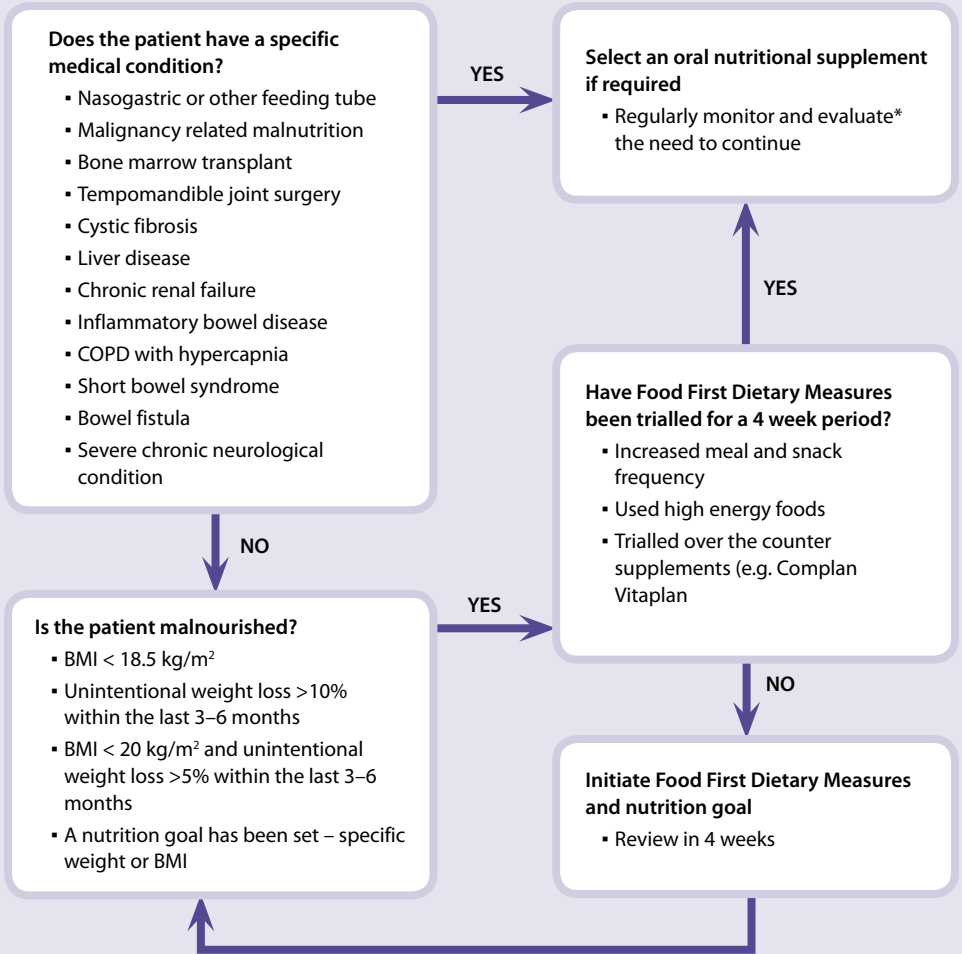 Does the patient have a specific
medical condition?
▪ Nasogastric or other feeding tube
▪ Malignancy related malnutrition
▪ Bone marrow transplant
▪ Tempomandible joint surgery
▪ Cystic fibrosis
▪ Liver disease
▪ Chronic renal failure
▪ Inflammatory bowel disease
▪ COPD with hypercapnia
▪ Short bowel syndrome
▪ Bowel fistula
▪ Severe chronic neurological
condition
YES
Select an oral nutritional supplement
if required
▪ Regularly monitor and evaluate*
the need to continue
NO
YES
Is the patient malnourished?
▪ BMI < 18.5 kg/m²
▪ Unintentional weight loss >10%
within the last 3–6 months
▪ BMI < 20 kg/m² and unintentional
weight loss >5% within the last 3–6
months
▪ A nutrition goal has been set – specific
weight or BMI
YES
Have Food First Dietary Measures
been trialled for a 4 week period?
▪ Increased meal and snack
frequency
▪ Used high energy foods
▪ Trialled over the counter
supplements (e.g. Complan
Vitaplan
NO
Initiate Food First Dietary Measures
and nutrition goal
▪ Review in 4 weeks